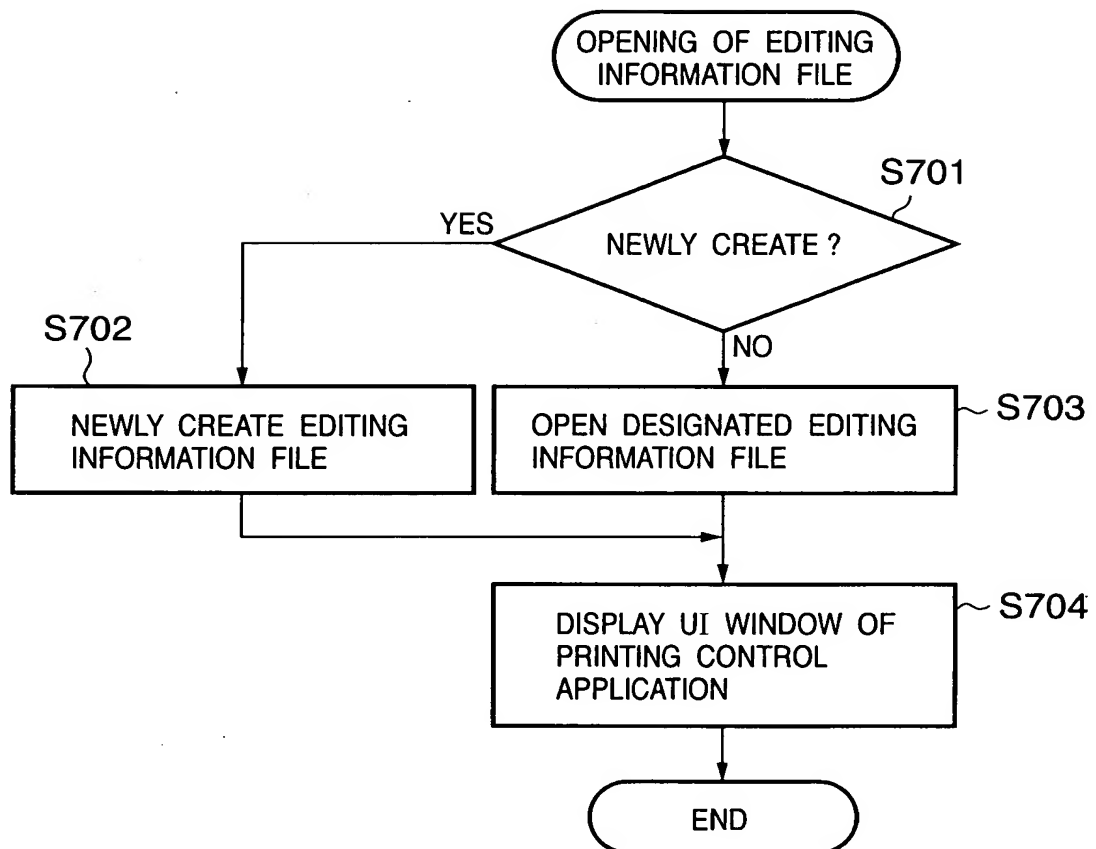 OPENING OF EDITING
INFORMATION FILE
S701
YES
NEWLY CREATE ?
S702
NO
NEWLY CREATE EDITING
INFORMATION FILE
OPEN DESIGNATED EDITING
INFORMATION FILE
S703
DISPLAY UI WINDOW OF
PRINTING CONTROL
APPLICATION
S704
END